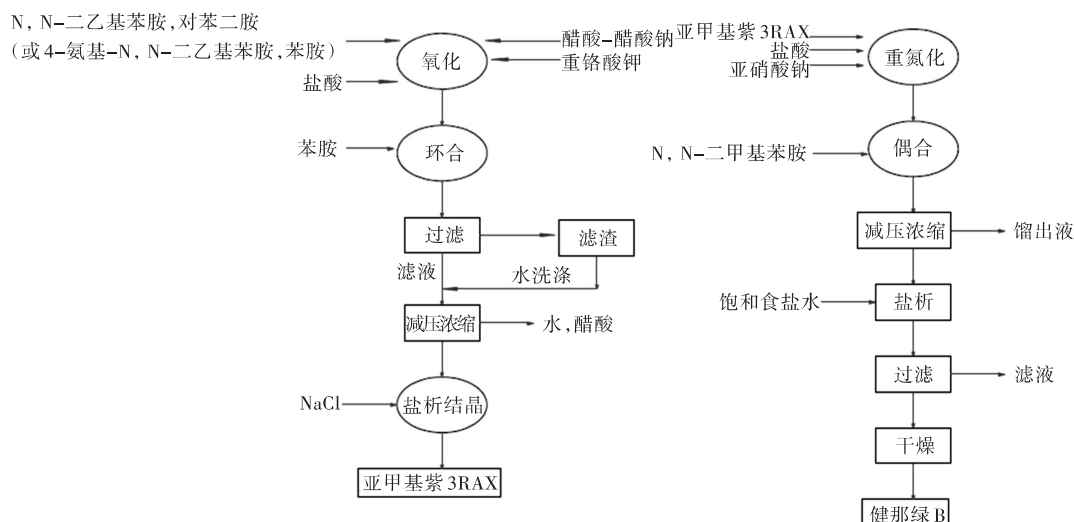 N, N-二乙基苯胺,对苯二胺
(或4-氨基-N, N-二乙基苯胺,苯胺)
盐酸
氧化
醋酸-醋酸钠
重铬酸钾
苯胺
环合
过滤
滤渣
滤液
水洗涤
减压浓缩
水,醋酸
NaCl
盐析结晶
亚甲基紫3RAX
亚甲基紫3RAX
盐酸
亚硝酸钠
重氮化
N, N-二甲基苯胺
偶合
减压浓缩
馏出液
饱和食盐水
盐析
过滤
滤液
干燥
健那绿B